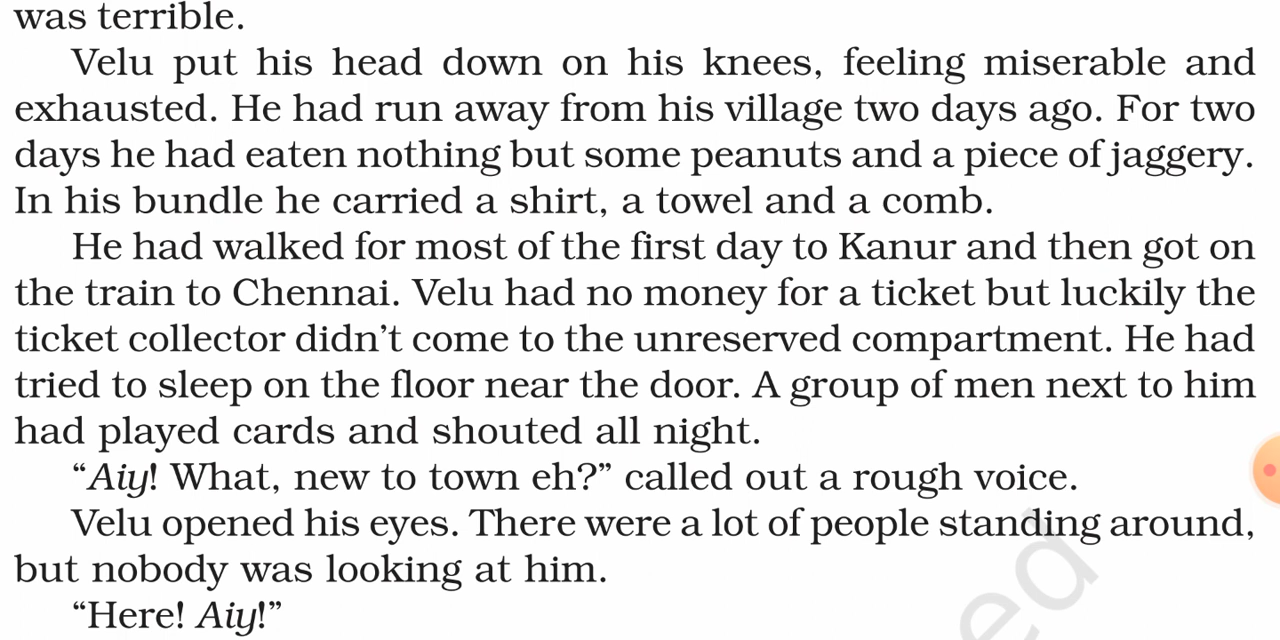 was terrible.
Velu put his head down on his knees, feeling miserable and
exhausted. He had run away from his village two days ago. For two
days he had eaten nothing but some peanuts and a piece of jaggery.
In his bundle he carried a shirt, a towel and a comb.
He had walked for most of the first day to Kanur and then got on
the train to Chennai. Velu had no money for a ticket but luckily the
ticket collector didn’t come to the unreserved compartment. He had
tried to sleep on the floor near the door. A group of men next to him
had played cards and shouted all night.
“Aiy! What, new to town eh?” called out a rough voice.
Velu opened his eyes. There were a lot of people standing around,
but nobody was looking at him.
“Here! Aiy!”